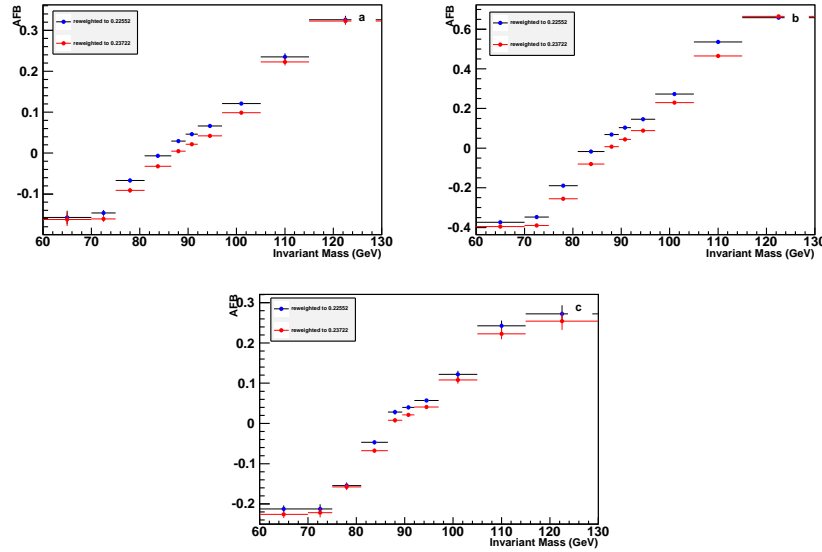 AFB
reweighted to 0.22552
reweighted to 0.23722
a
0.3
0.2
0.1
0
-0.1
60 70 80 90 100 110 120 130
Invariant Mass (GeV)
AFB
reweighted to 0.22552
reweighted to 0.23722
b
0.6
0.4
0.2
0
-0.2
-0.4
60 70 80 90 100 110 120 130
Invariant Mass (GeV)
AFB
reweighted to 0.22552
reweighted to 0.23722
c
0.3
0.2
0.1
0
-0.1
-0.2
60 70 80 90 100 110 120 130
Invariant Mass (GeV)